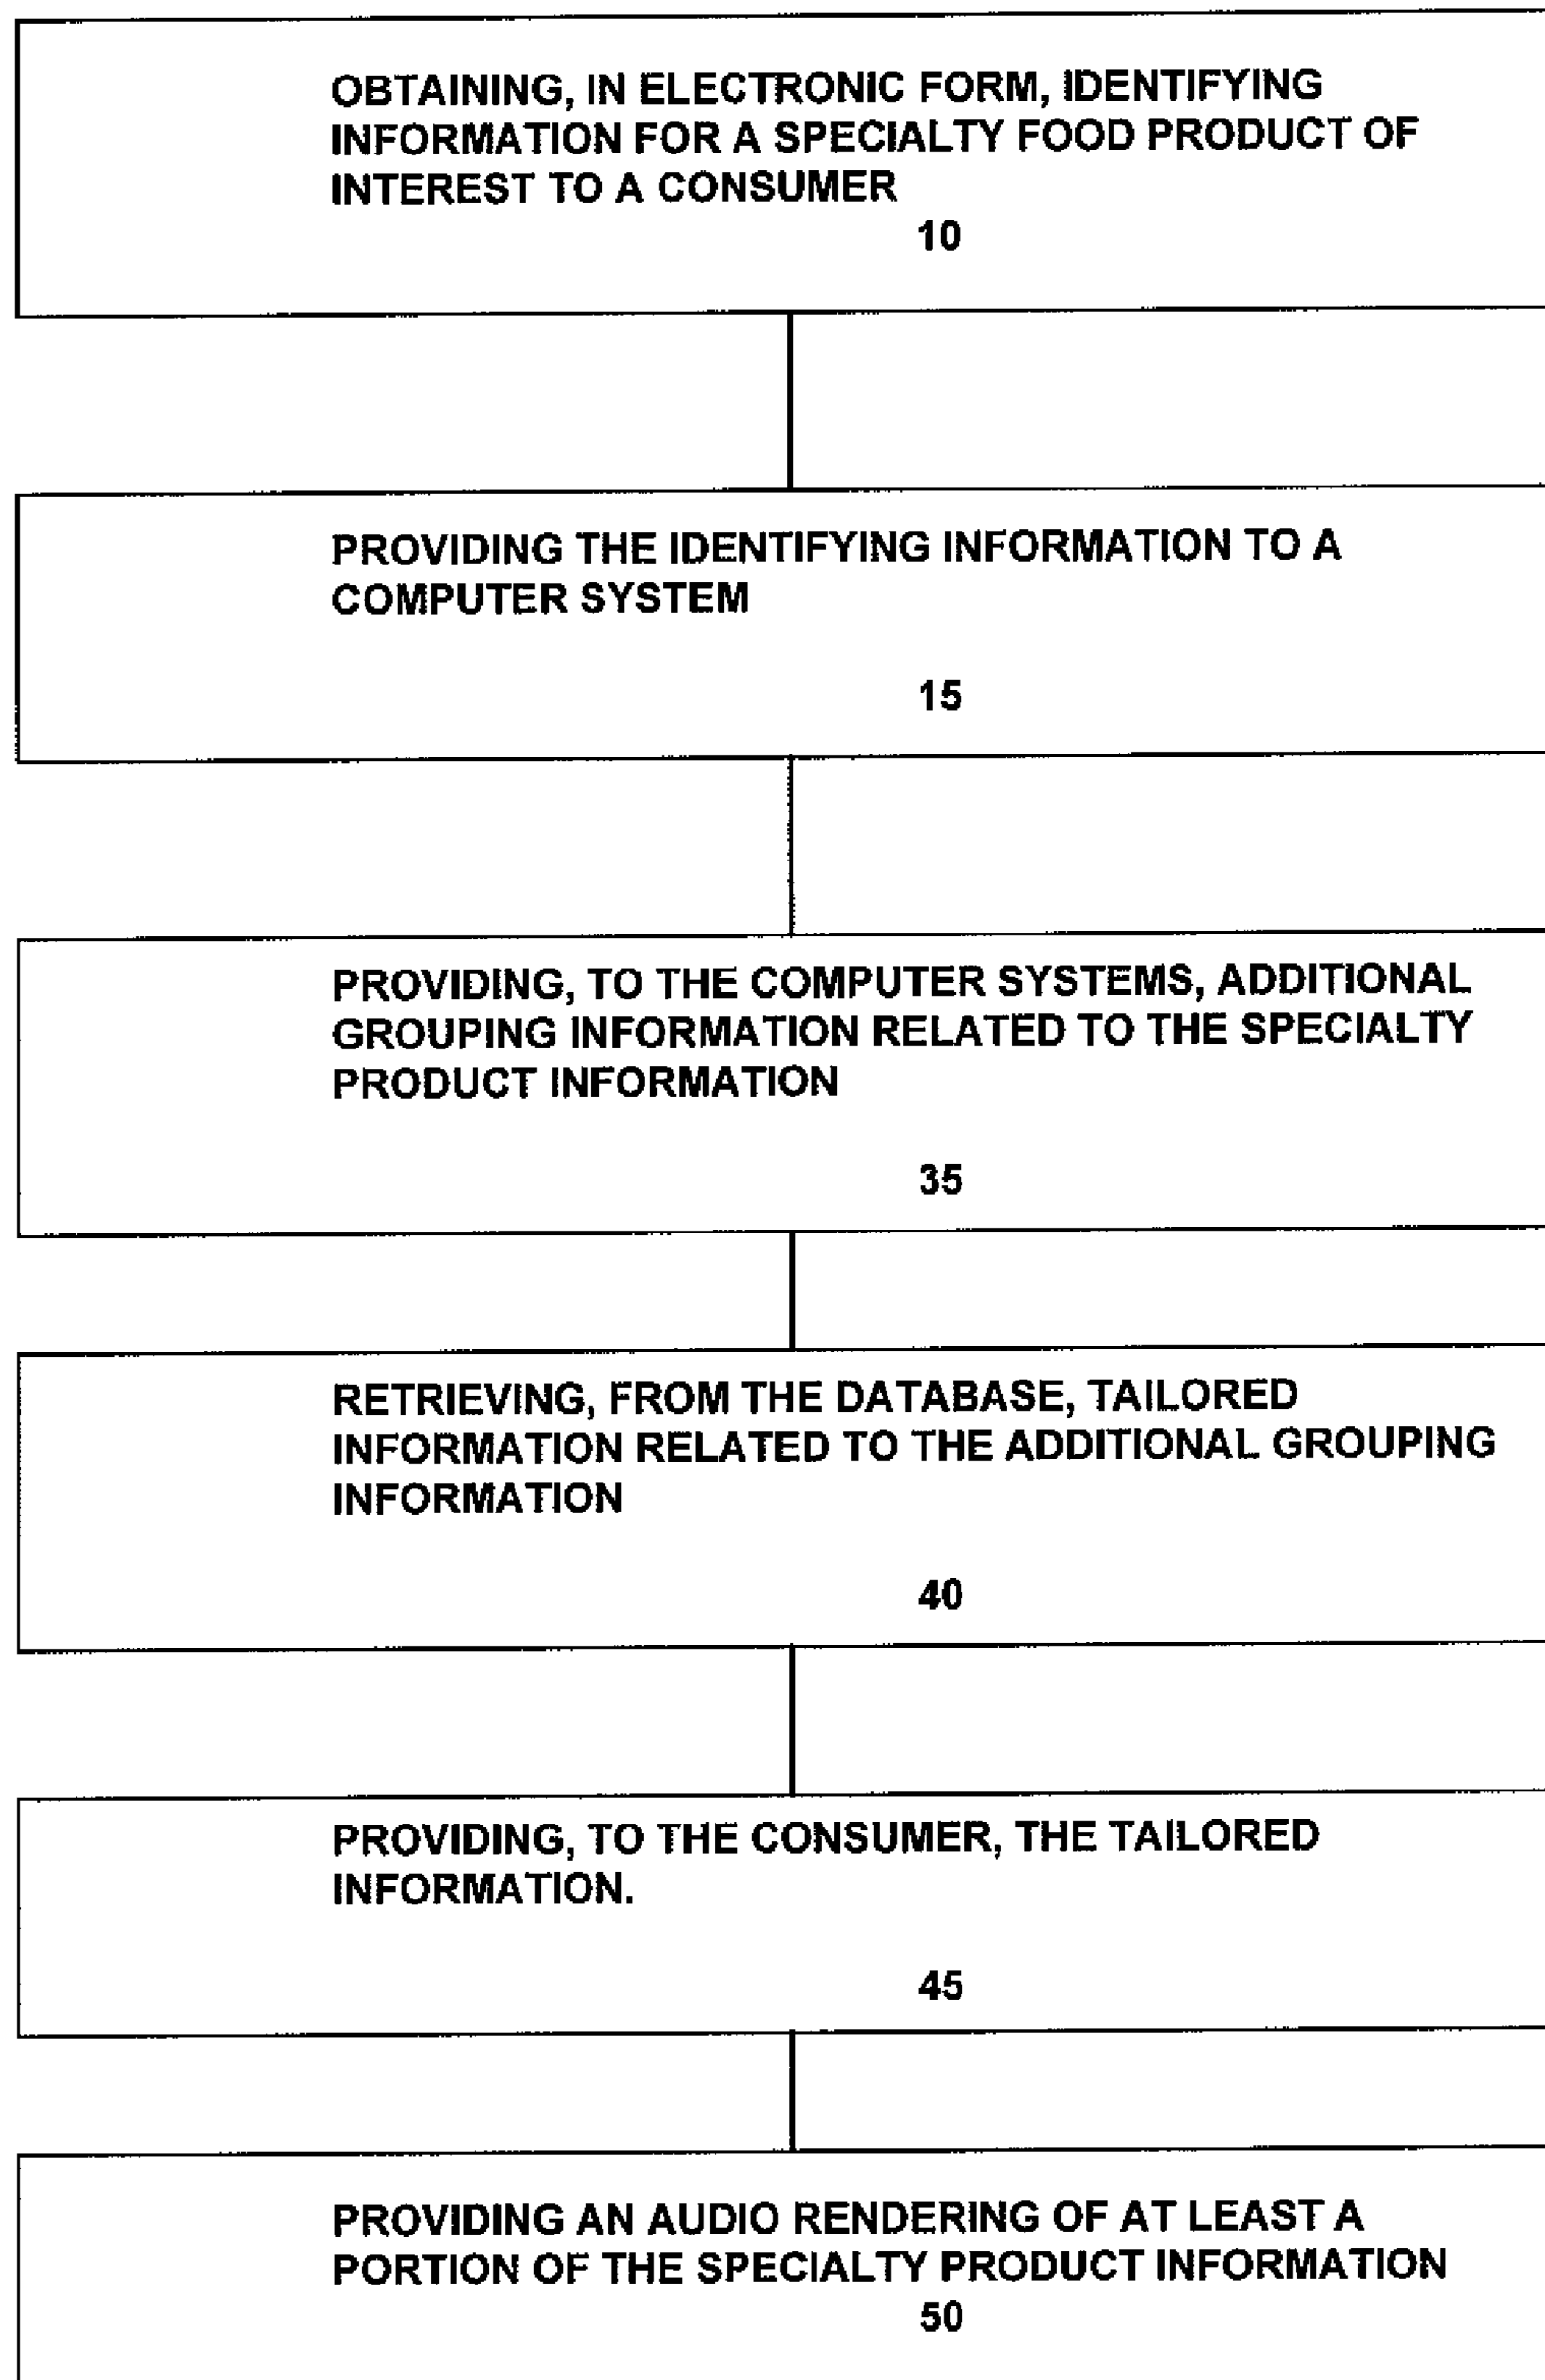 OBTAINING, IN ELECTRONIC FORM, IDENTIFYING
INFORMATION FOR A SPECIALTY FOOD PRODUCT OF
INTEREST TO A CONSUMER
10
PROVIDING THE IDENTIFYING INFORMATION TO A
COMPUTER SYSTEM
15
PROVIDING, TO THE COMPUTER SYSTEMS, ADDITIONAL
GROUPING INFORMATION RELATED TO THE SPECIALTY
PRODUCT INFORMATION
35
RETRIEVING, FROM THE DATABASE, TAILORED
INFORMATION RELATED TO THE ADDITIONAL GROUPING
INFORMATION
40
PROVIDING, TO THE CONSUMER, THE TAILORED
INFORMATION.
45
PROVIDING AN AUDIO RENDERING OF AT LEAST A
PORTION OF THE SPECIALTY PRODUCT INFORMATION
50